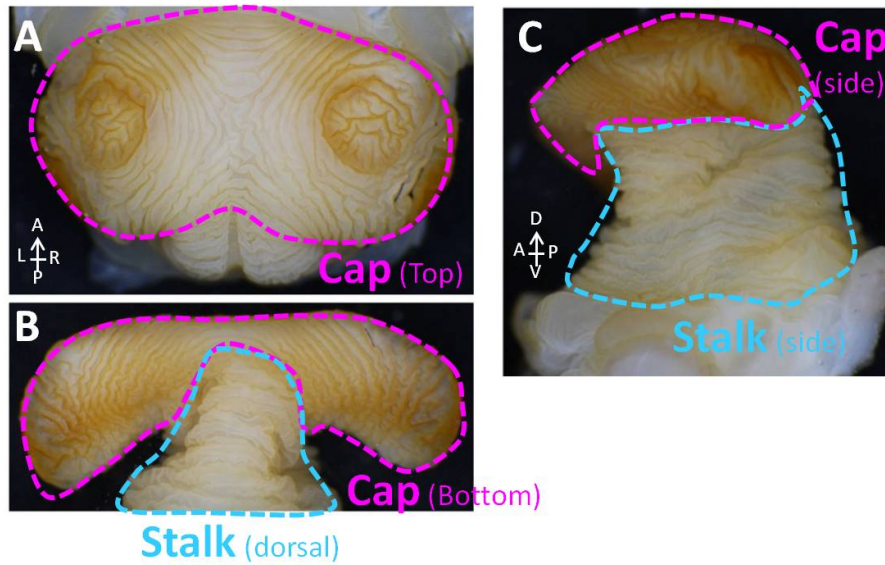 A
A
L R
P
Cap (Top)
B
Cap (Bottom)
Stalk (dorsal)
C
Cap
(side)
D
A P
V
Stalk (side)